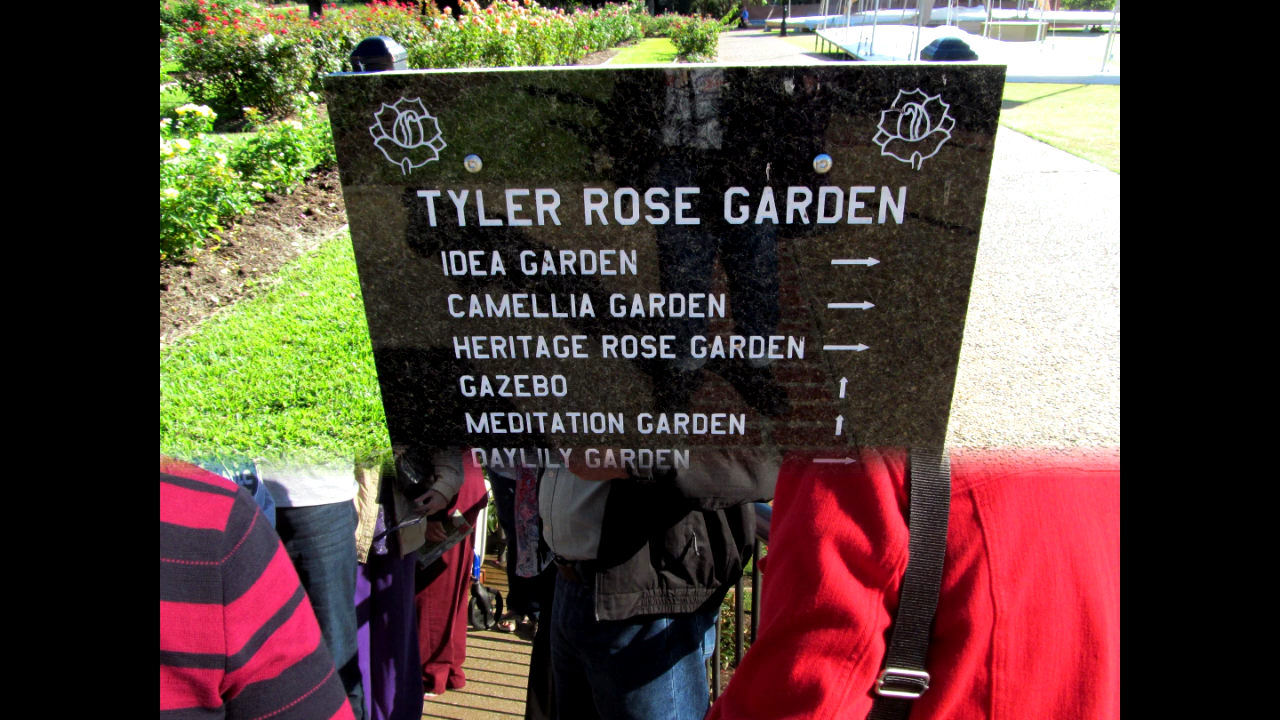 TYLER ROSE GARDEN
IDEA GARDEN →
CAMELLIA GARDEN →
HERITAGE ROSE GARDEN →
GAZEBO ↑
MEDITATION GARDEN ↑
DAYLILY GARDEN →